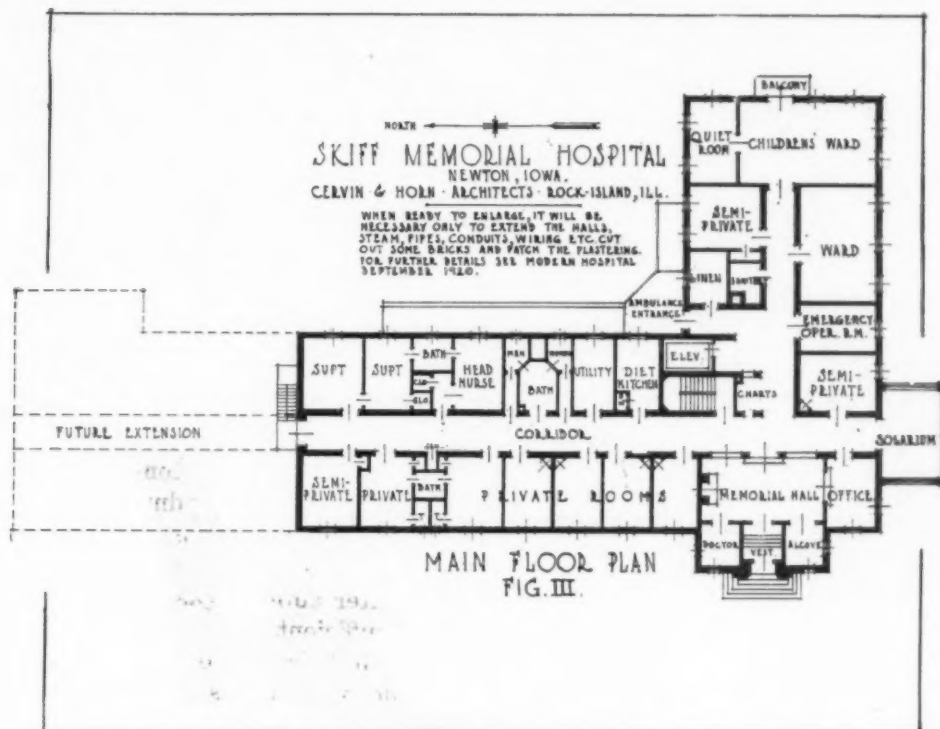 BALCONY
NORTH
SKIFF MEMORIAL HOSPITAL
NEWTON, IOWA.
CERVIN & HORN · ARCHITECTS · ROCK·ISLAND, ILL.
WHEN READY TO ENLARGE, IT WILL BE
NECESSARY ONLY TO EXTEND THE HALLS,
STEAM, PIPES, CONDUITS, WIRING ETC. CUT
OUT SOME BRICKS AND PATCH THE PLASTERING.
FOR FURTHER DETAILS SEE MODERN HOSPITAL
SEPTEMBER 1920.
QUIET
ROOM
CHILDRENS' WARD
SEMI-
PRIVATE
WARD
LINEN
AMBULANCE
ENTRANCE
EMERGENCY
OPER. R.M.
ELEV.
SEMI-
PRIVATE
CHARTS
SUPT
SUPT
BATH
CLO
CLO.
HEAD
NURSE
MEN
WOMEN
BATH
UTILITY
DIET
KITCHEN
FUTURE EXTENSION
CORRIDOR
SOLARIUM
SEMI-
PRIVATE
PRIVATE
BATH
PRIVATE ROOMS
MEMORIAL HALL
OFFICE
DOCTOR
VEST.
ALCOVE
MAIN FLOOR PLAN
FIG. III.